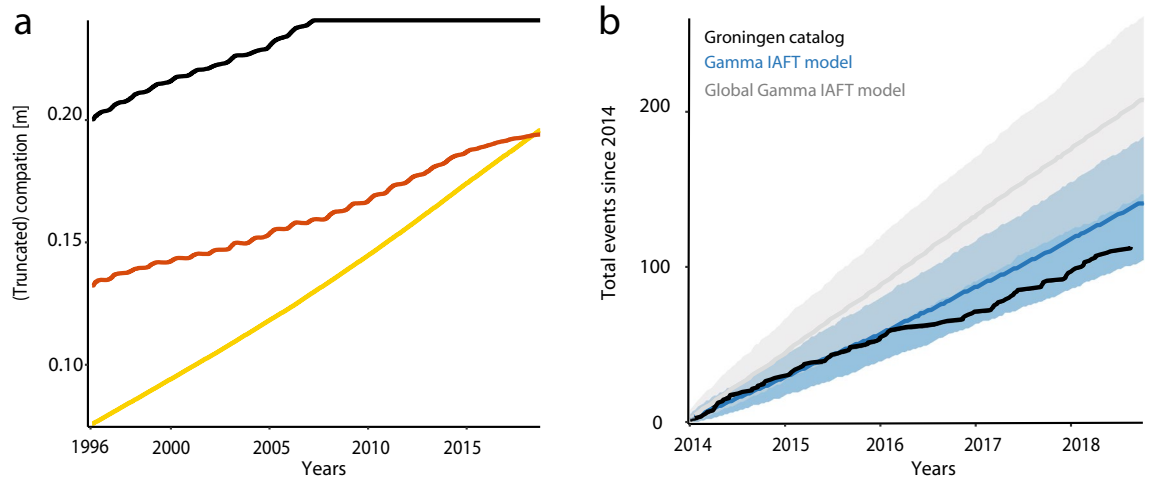 a
(Truncated) compation [m]
0.20
0.15
0.10
1996
2000
2005
2010
2015
Years
b
Groningen catalog
Gamma IAFT model
Global Gamma IAFT model
Total events since 2014
200
100
0
2014
2015
2016
2017
2018
Years